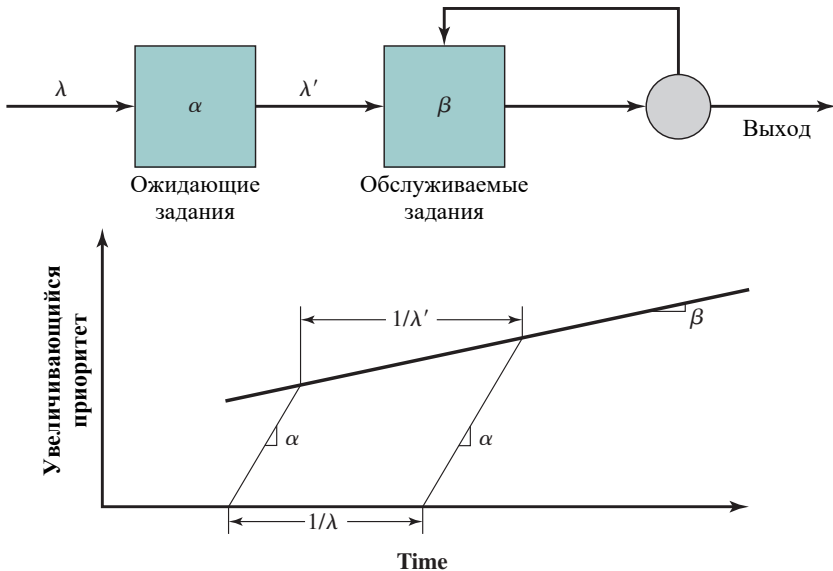 λ
α
λ′
β
Выход
Ожидающие
задания
Обслуживаемые
задания
Увеличивающийся
приоритет
1/λ′
β
α
α
1/λ
Time